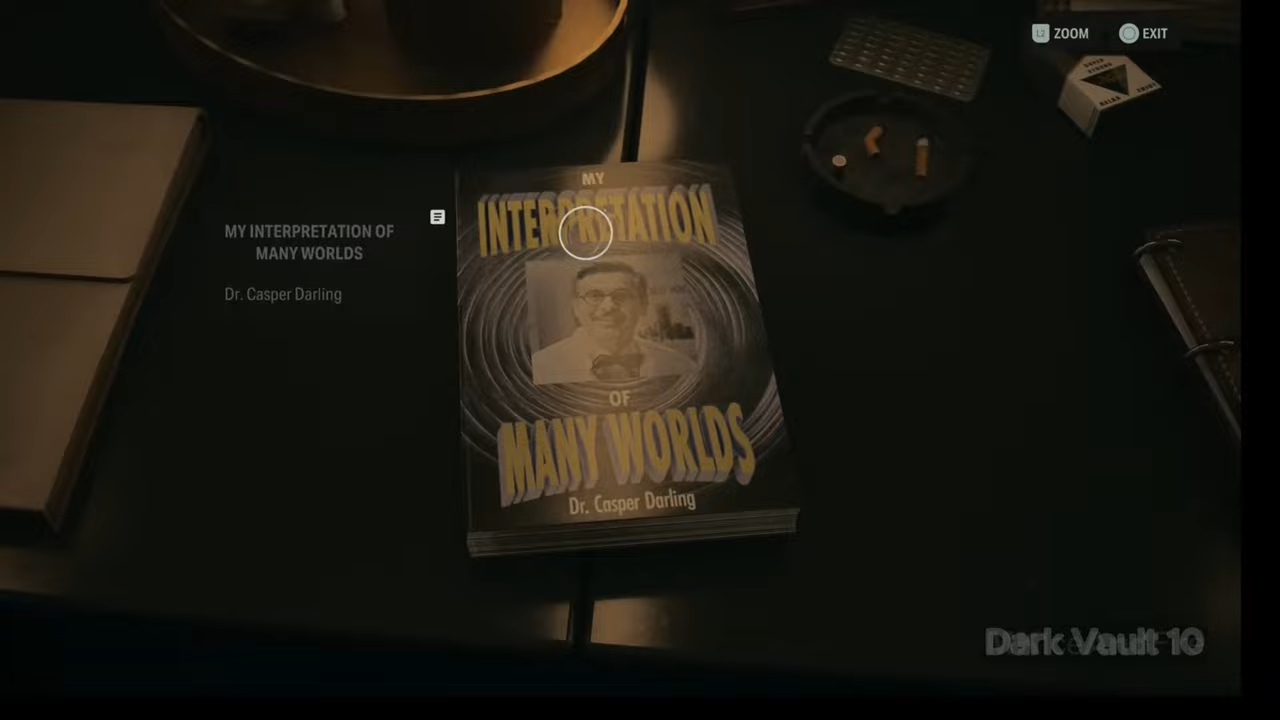 L2 ZOOM EXIT
MY INTERPRETATION OF
MANY WORLDS
Dr. Casper Darling
MY
INTERPRETATION
OF
MANY WORLDS
Dr. Casper Darling
Dark Vault 10